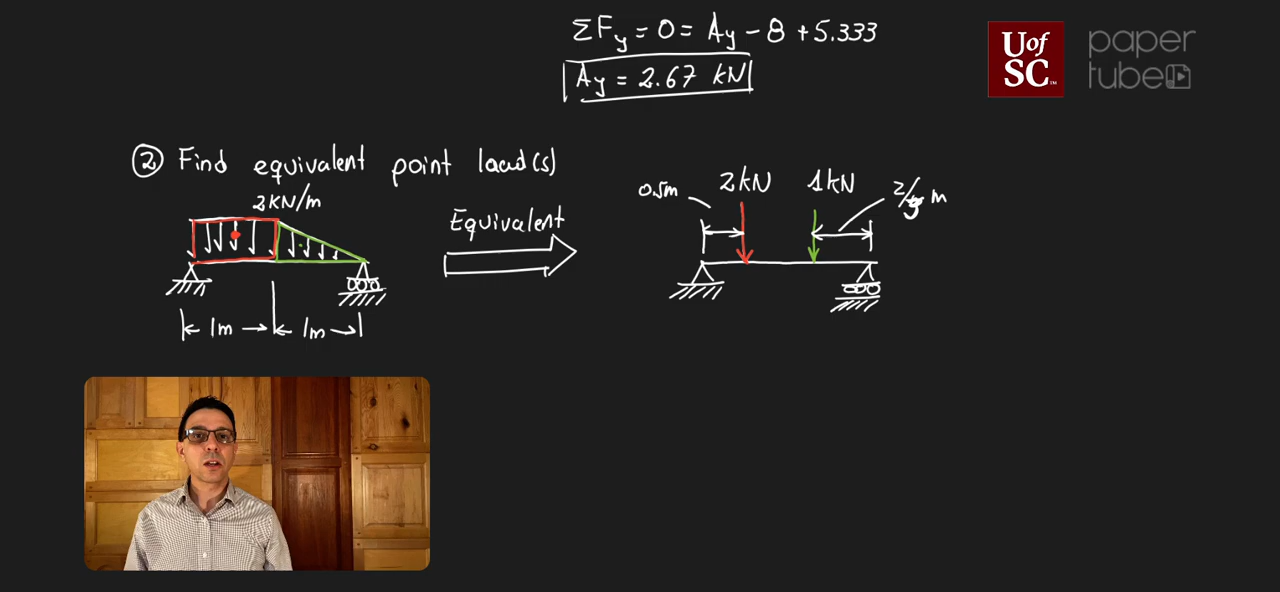 ΣFy = 0 = Ay - 8 + 5.333
Ay = 2.67 kN
UofSC™
paper tube
② Find equivalent point load(s)
2KN/m
1m 1m
Equivalent
0.5m 2kN 1kN 2/3 m